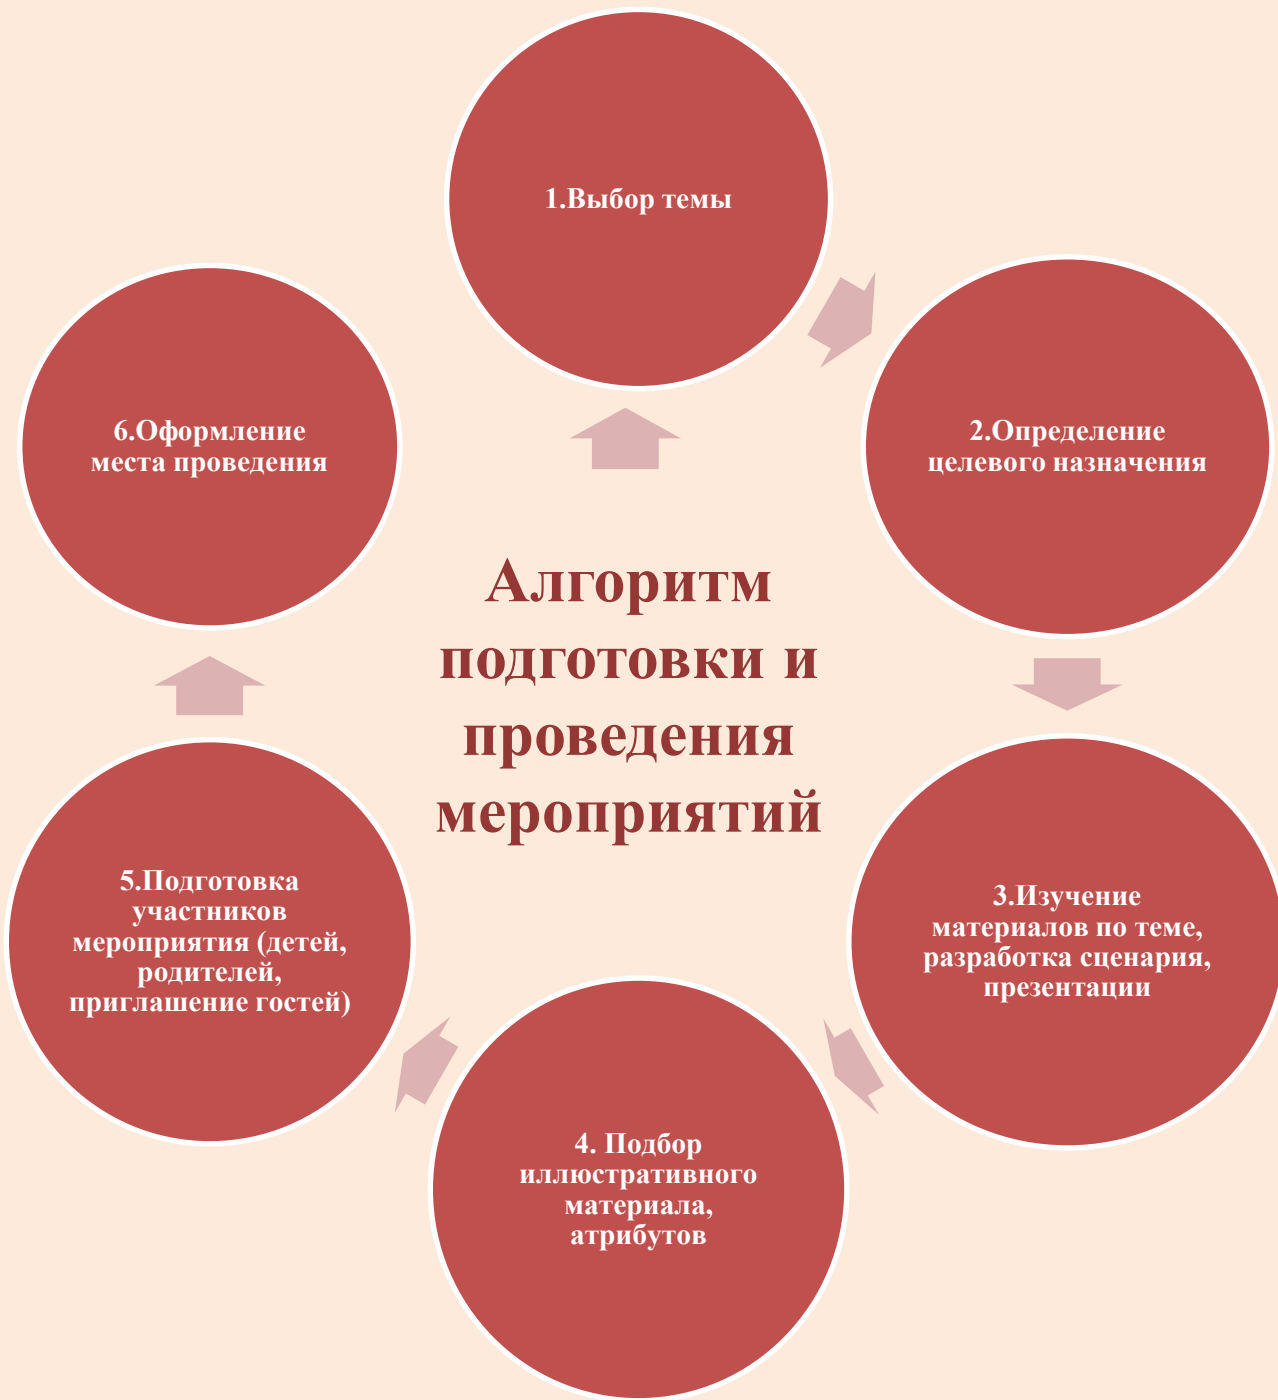 Алгоритм
подготовки и
проведения
мероприятий
1.Выбор темы
2.Определение
целевого назначения
3.Изучение
материалов по теме,
разработка сценария,
презентации
4. Подбор
иллюстративного
материала,
атрибутов
5.Подготовка
участников
мероприятия (детей,
родителей,
приглашение гостей)
6.Оформление
места проведения